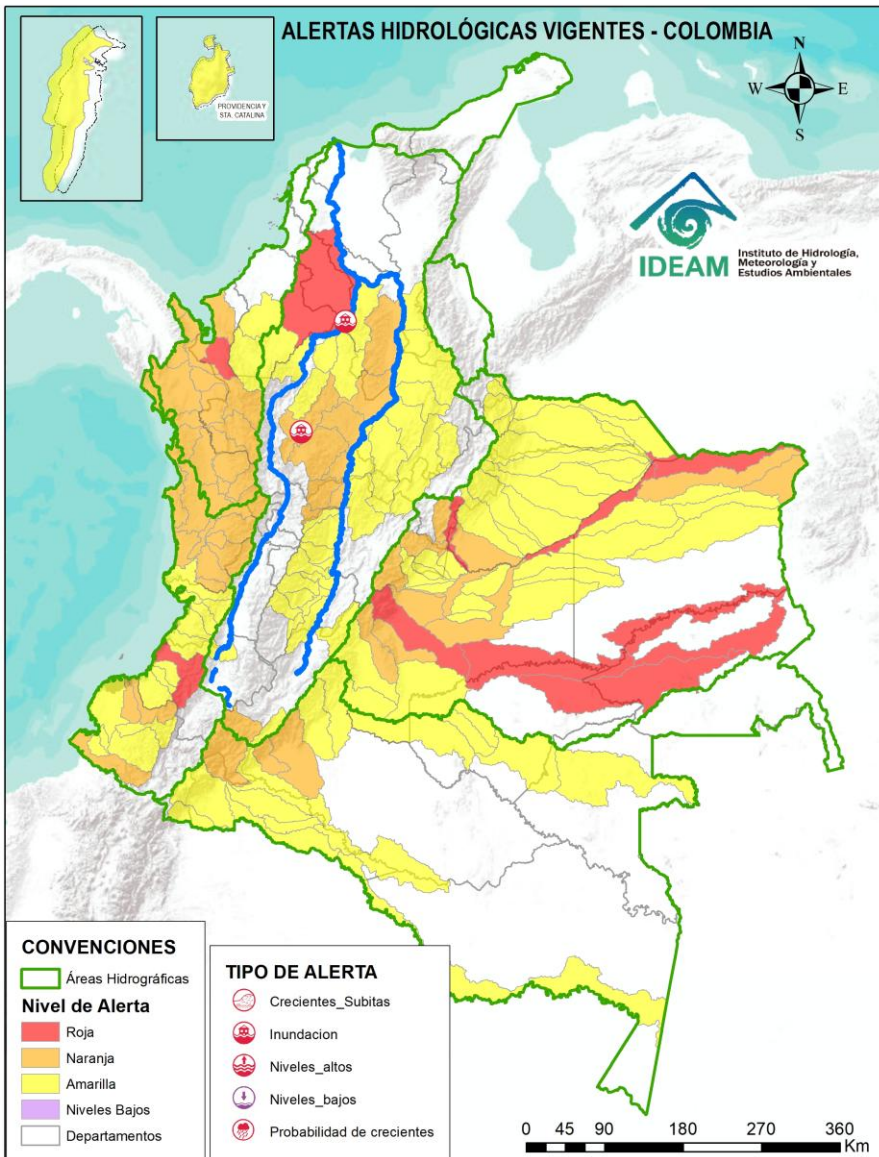 ALERTAS HIDROLÓGICAS VIGENTES - COLOMBIA
PROVIDENCIA Y
STA. CATALINA
N
W
E
S
IDEAM
Instituto de Hidrología,
Meteorología y
Estudios Ambientales
CONVENCIONES
Áreas Hidrográficas
Nivel de Alerta
Roja
Naranja
Amarilla
Niveles Bajos
Departamentos
TIPO DE ALERTA
Crecientes_Subitas
Inundacion
Niveles_altos
Niveles_bajos
Probabilidad de crecientes
0 45 90 180 270 360
Km